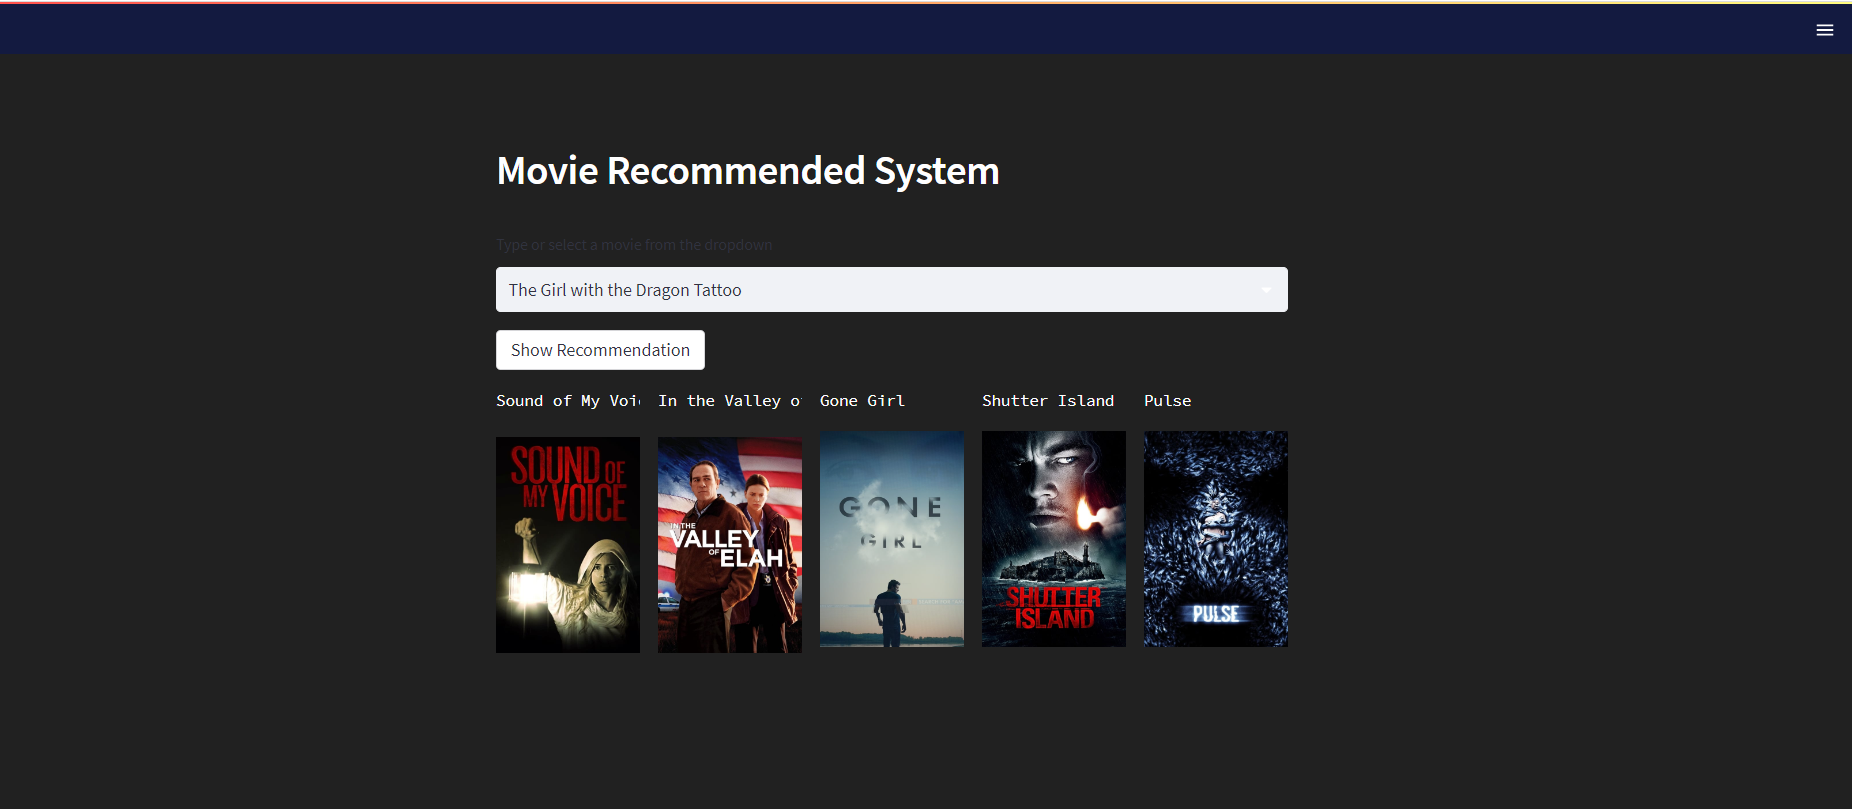 Movie Recommended System
Type or select a movie from the dropdown
The Girl with the Dragon Tattoo
Show Recommendation
Sound of My Voi
In the Valley o
Gone Girl
Shutter Island
Pulse
SOUND OF
MY VOICE
IN THE
VALLEY
OF ELAH
GONE
GIRL
SHUTTER
ISLAND
PULSE